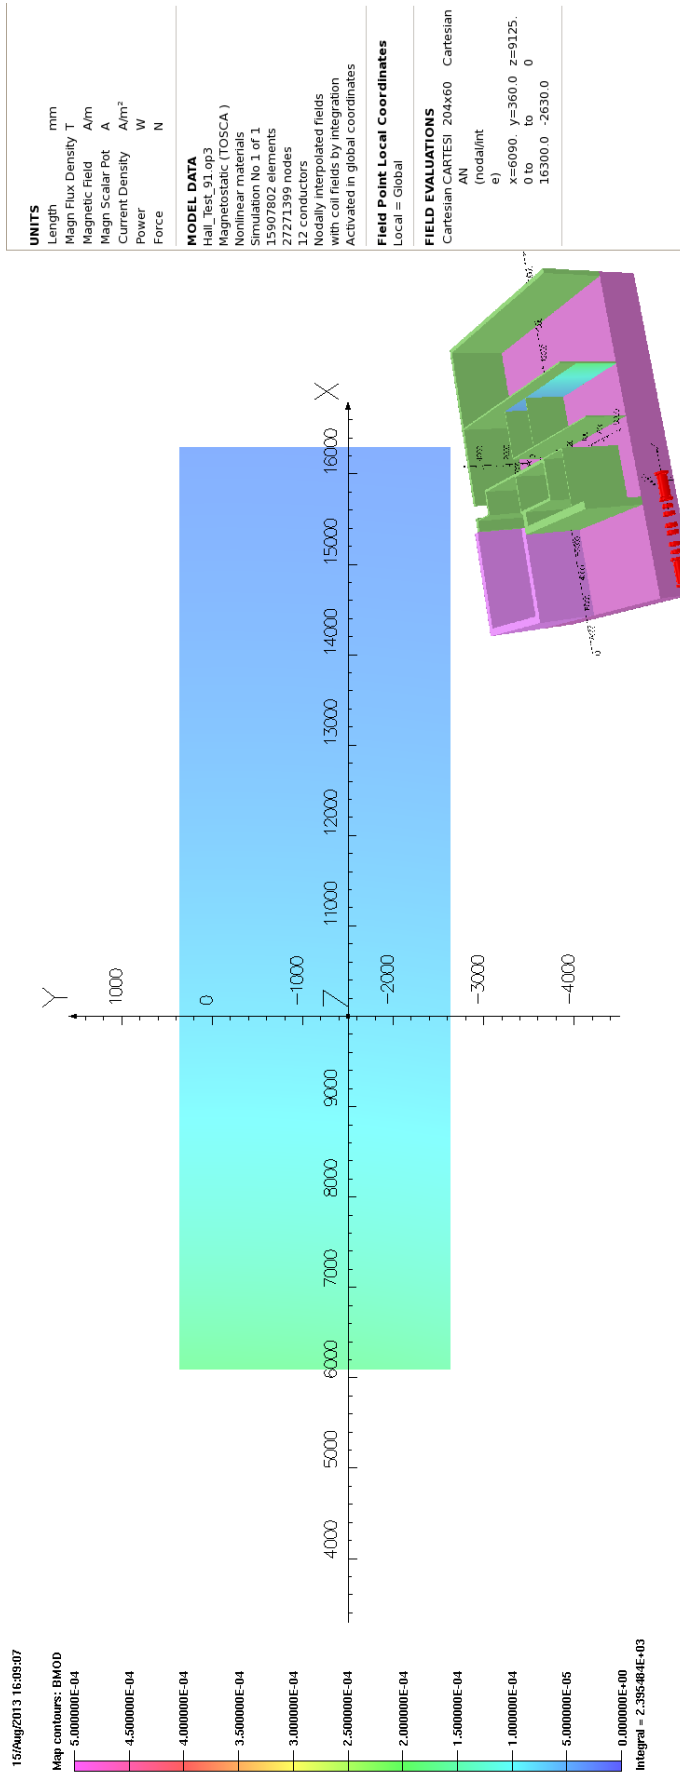 15/Aug/2013 16:09:07
Map contours: BMOD
5.000000E-04
4.500000E-04
4.000000E-04
3.500000E-04
3.000000E-04
2.500000E-04
2.000000E-04
1.500000E-04
1.000000E-04
5.000000E-05
0.000000E+00
Integral = 2.395484E+03
Y
1000
0
-1000
-2000
-3000
-4000
Z
4000
5000
6000
7000
8000
9000
11000
12000
13000
14000
15000
16000
X
UNITS
Length mm
Magn Flux Density T
Magnetic Field A/m
Magn Scalar Pot A
Current Density A/m²
Power W
Force N
MODEL DATA
Hall_Test_91.op3
Magnetostatic (TOSCA )
Nonlinear materials
Simulation No 1 of 1
15907802 elements
27271399 nodes
12 conductors
Nodally interpolated fields
with coil fields by integration
Activated in global coordinates
Field Point Local Coordinates
Local = Global
FIELD EVALUATIONS
Cartesian CARTESI 204x60 Cartesian
AN
(nodal/int
e)
x=6090. y=360.0 z=9125.
0 to to 0
16300.0 -2630.0